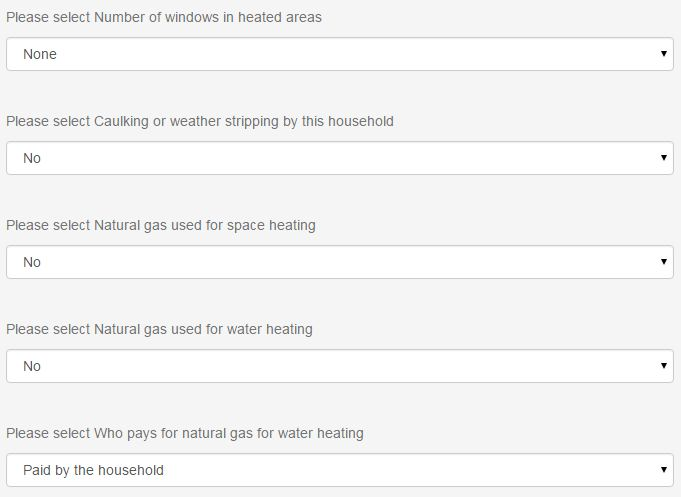 Please select Number of windows in heated areas
None
Please select Caulking or weather stripping by this household
No
Please select Natural gas used for space heating
No
Please select Natural gas used for water heating
No
Please select Who pays for natural gas for water heating
Paid by the household